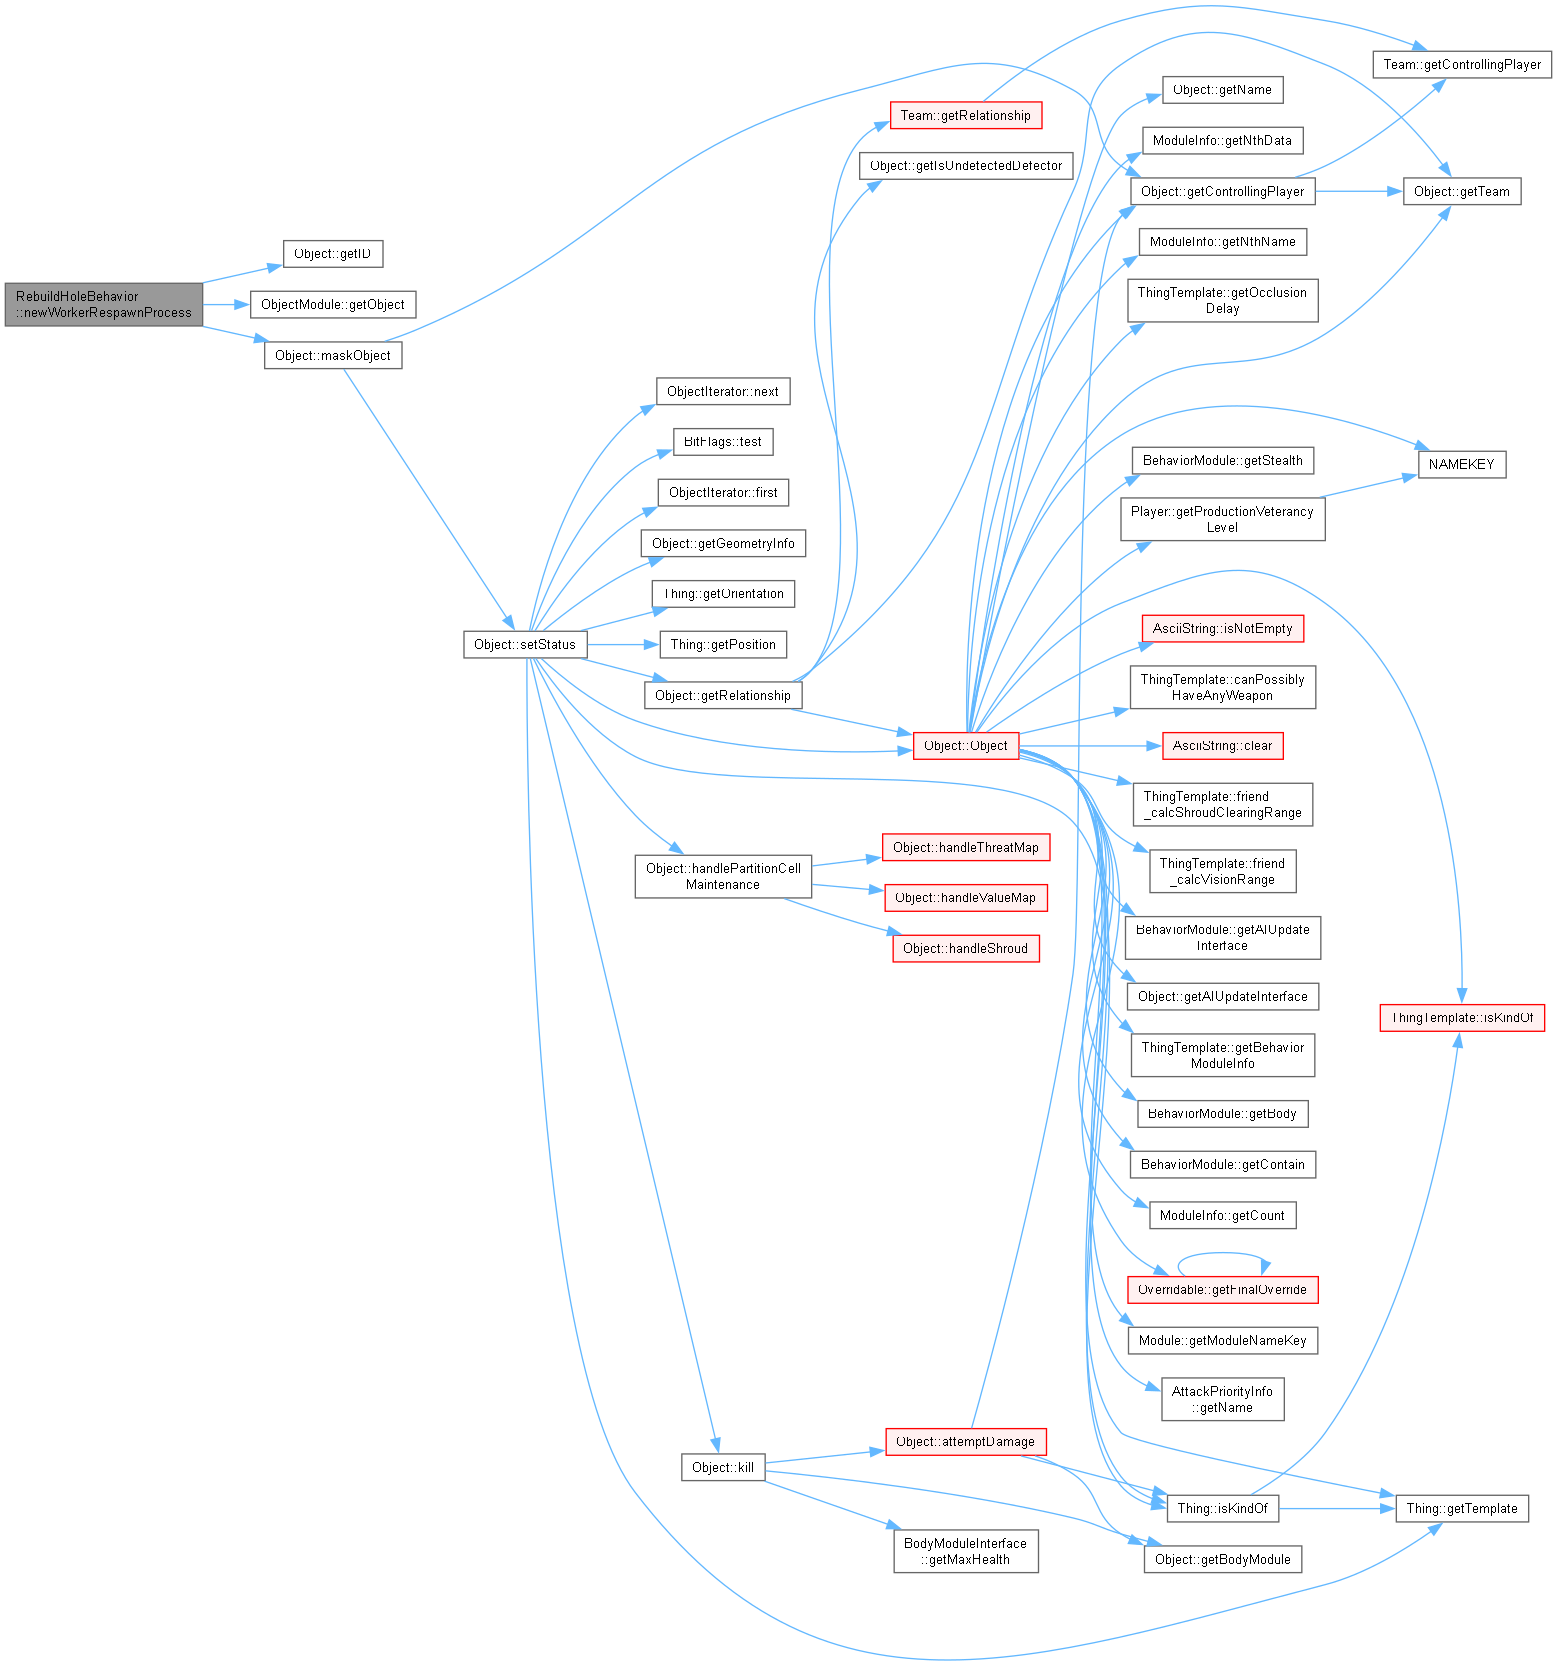 RebuildHoleBehavior
::newWorkerRespawnProcess
Object::getID
ObjectModule::getObject
Object::maskObject
Object::setStatus
ObjectIterator::next
BitFlags::test
ObjectIterator::first
Object::getGeometryInfo
Thing::getOrientation
Thing::getPosition
Object::getRelationship
Object::handlePartitionCell
Maintenance
Object::kill
Team::getRelationship
Object::getIsUndetectedDefector
Object::Object
Object::handleThreatMap
Object::handleValueMap
Object::handleShroud
Object::attemptDamage
BodyModuleInterface
::getMaxHealth
Object::getName
ModuleInfo::getNthData
Object::getControllingPlayer
ModuleInfo::getNthName
ThingTemplate::getOcclusion
Delay
BehaviorModule::getStealth
Player::getProductionVeterancy
Level
AsciiString::isNotEmpty
ThingTemplate::canPossibly
HaveAnyWeapon
AsciiString::clear
ThingTemplate::friend
_calcShroudClearingRange
ThingTemplate::friend
_calcVisionRange
BehaviorModule::getAIUpdate
Interface
Object::getAIUpdateInterface
ThingTemplate::getBehavior
ModuleInfo
BehaviorModule::getBody
BehaviorModule::getContain
ModuleInfo::getCount
Overridable::getFinalOverride
Module::getModuleNameKey
AttackPriorityInfo
::getName
Thing::isKindOf
Object::getBodyModule
Team::getControllingPlayer
Object::getTeam
NAMEKEY
ThingTemplate::isKindOf
Thing::getTemplate